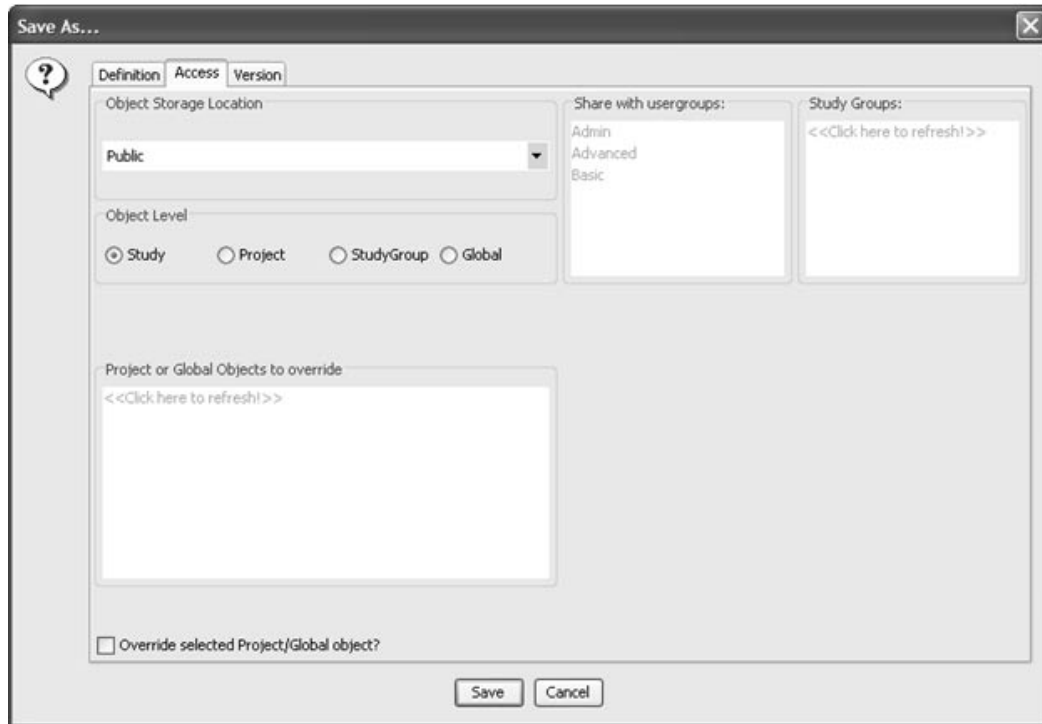 Save As...
?
Definition Access Version
Object Storage Location
Public
Object Level
Study Project StudyGroup Global
Share with usergroups:
Admin
Advanced
Basic
Study Groups:
<<Click here to refresh!>>
Project or Global Objects to override
<<Click here to refresh!>>
Override selected Project/Global object?
Save Cancel